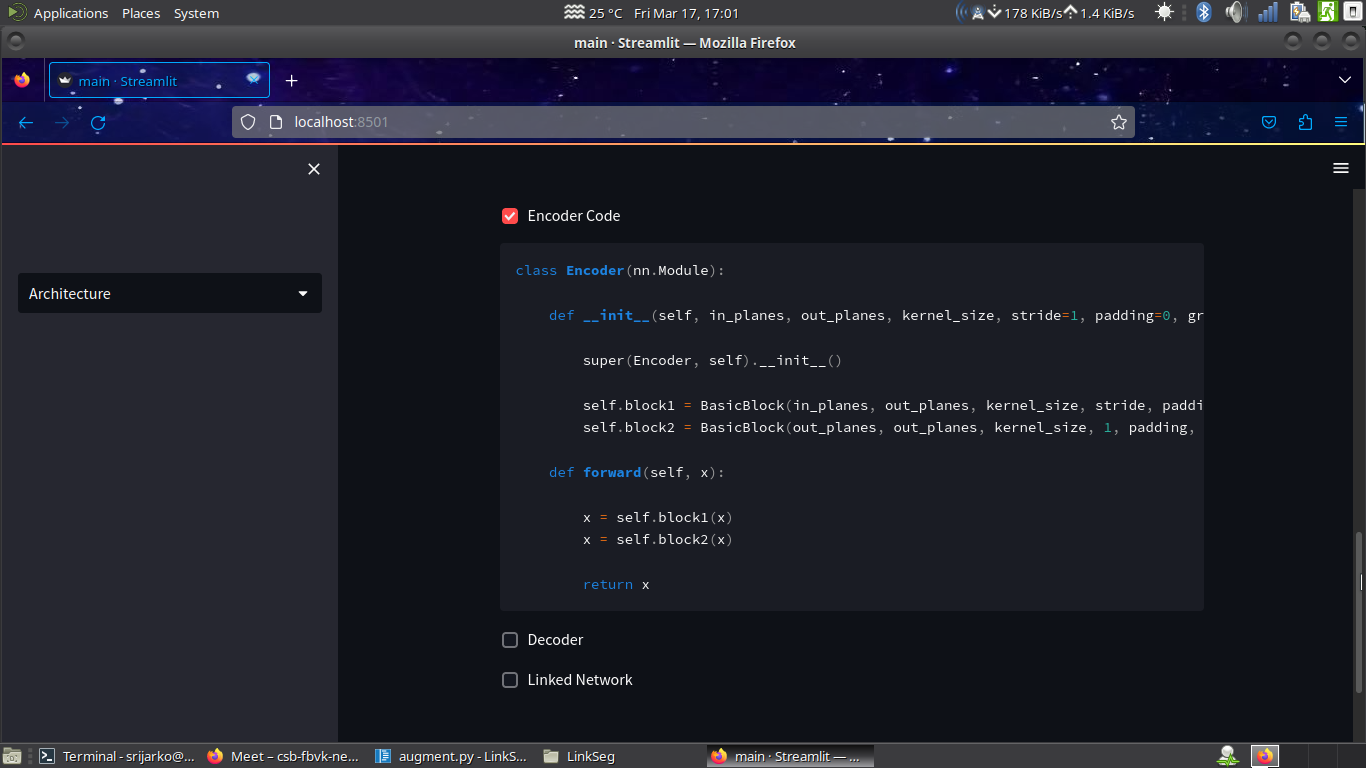 Applications Places System 25 °C Fri Mar 17, 17:01 178 KiB/s 1.4 KiB/s
main · Streamlit — Mozilla Firefox
main · Streamlit
localhost:8501
Encoder Code
Architecture
class Encoder(nn.Module):
def __init__(self, in_planes, out_planes, kernel_size, stride=1, padding=0, gr
super(Encoder, self).__init__()
self.block1 = BasicBlock(in_planes, out_planes, kernel_size, stride, paddi
self.block2 = BasicBlock(out_planes, out_planes, kernel_size, 1, padding,
def forward(self, x):
x = self.block1(x)
x = self.block2(x)
return x
Decoder
Linked Network
Terminal - srijarko@... Meet – csb-fbvk-ne... augment.py - LinkS... LinkSeg main · Streamlit — ...